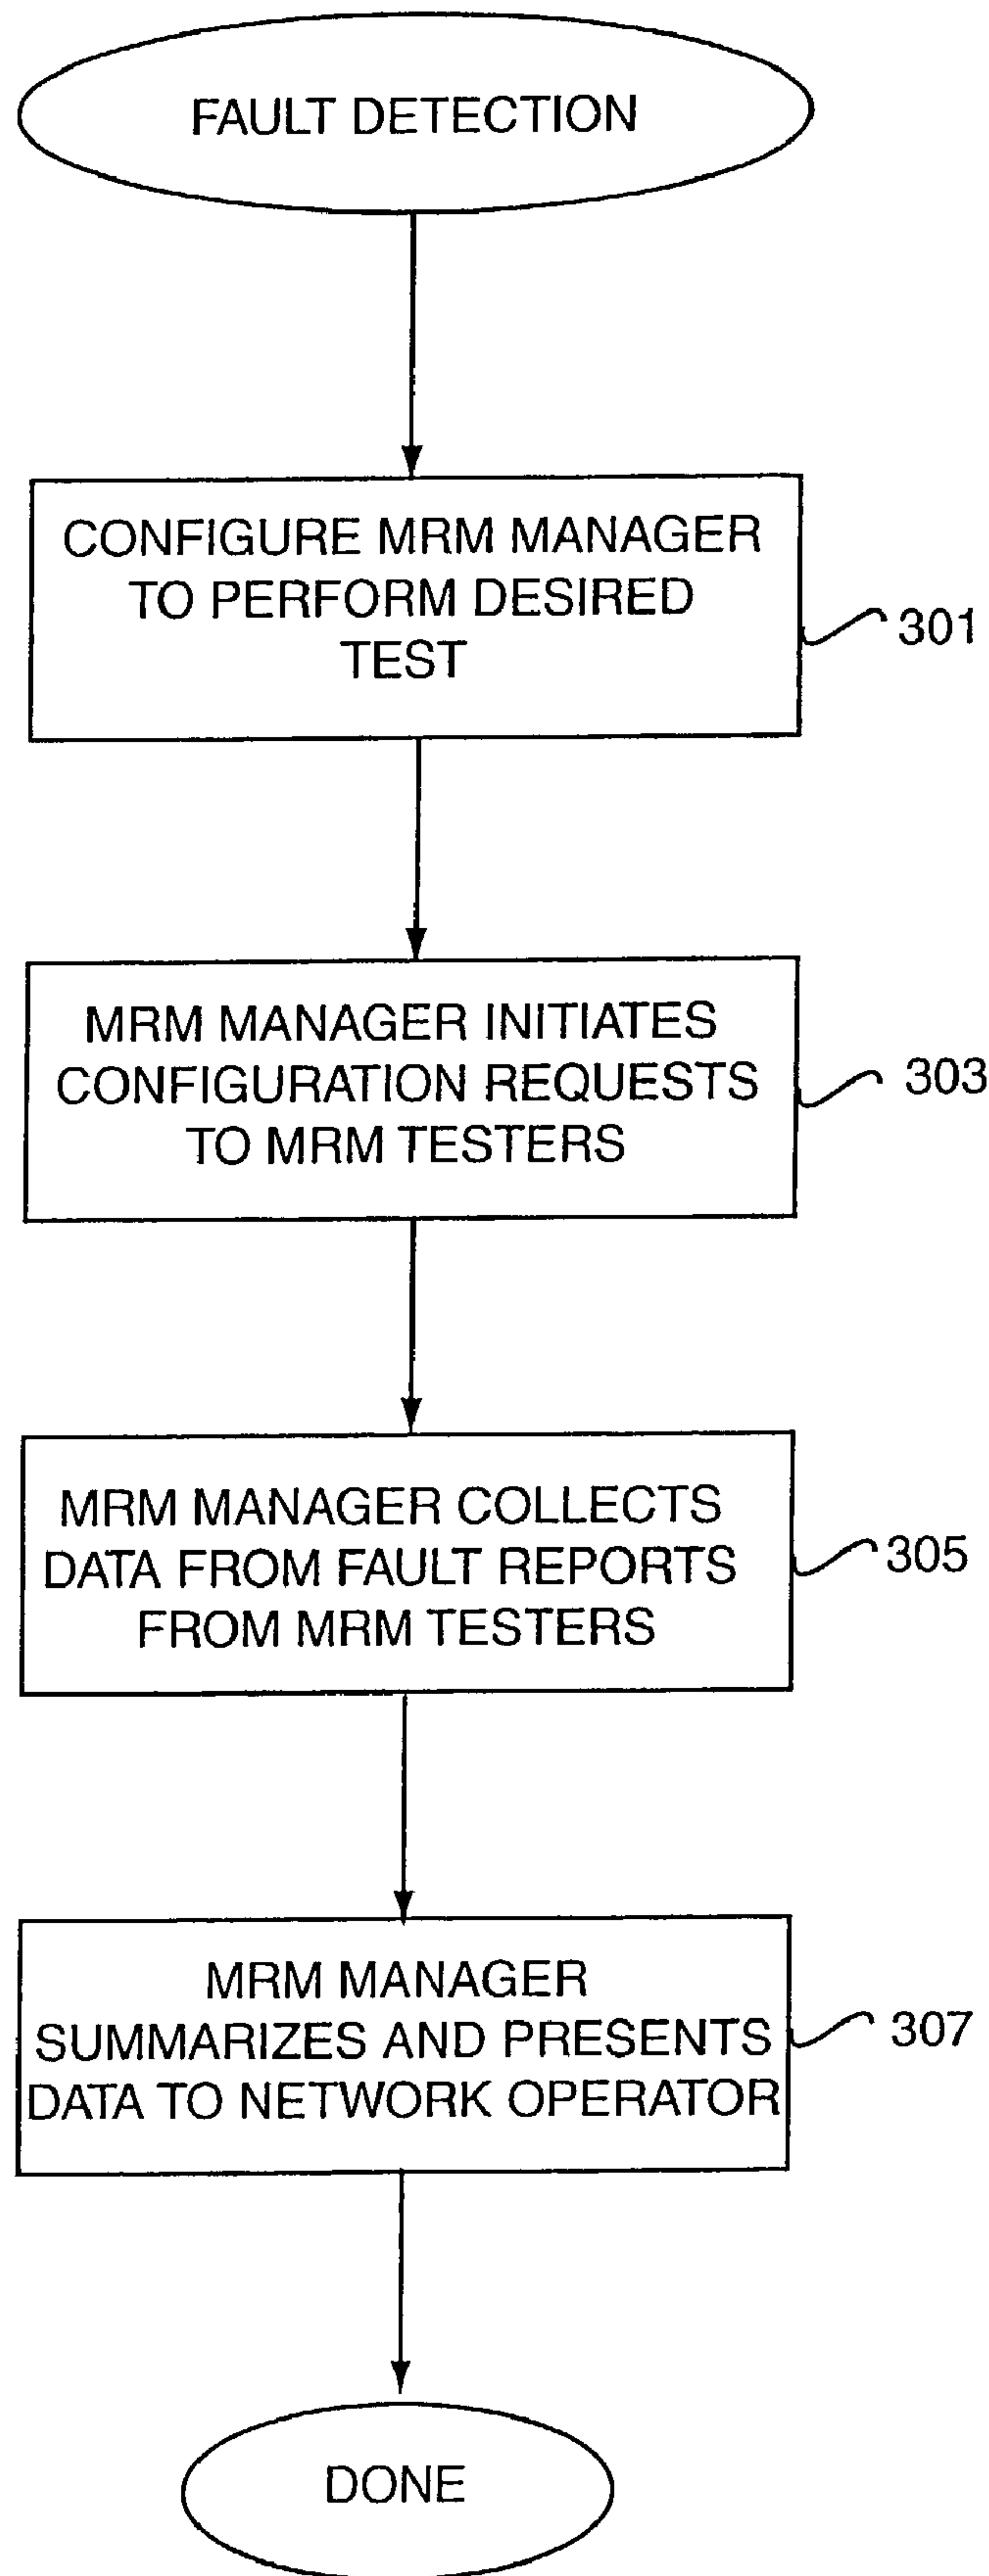 FAULT DETECTION
CONFIGURE MRM MANAGER
TO PERFORM DESIRED
TEST
301
MRM MANAGER INITIATES
CONFIGURATION REQUESTS
TO MRM TESTERS
303
MRM MANAGER COLLECTS
DATA FROM FAULT REPORTS
FROM MRM TESTERS
305
MRM MANAGER
SUMMARIZES AND PRESENTS
DATA TO NETWORK OPERATOR
307
DONE